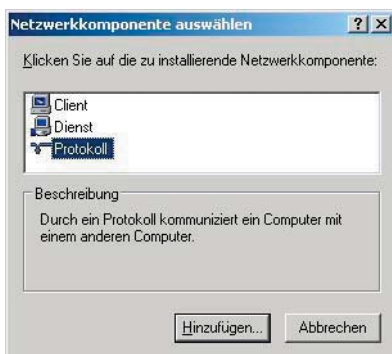 Netzwerkkomponente auswählen
Klicken Sie auf die zu installierende Netzwerkkomponente:
Client
Dienst
Protokoll
Beschreibung
Durch ein Protokoll kommuniziert ein Computer mit
einem anderen Computer.
Hinzufügen...
Abbrechen